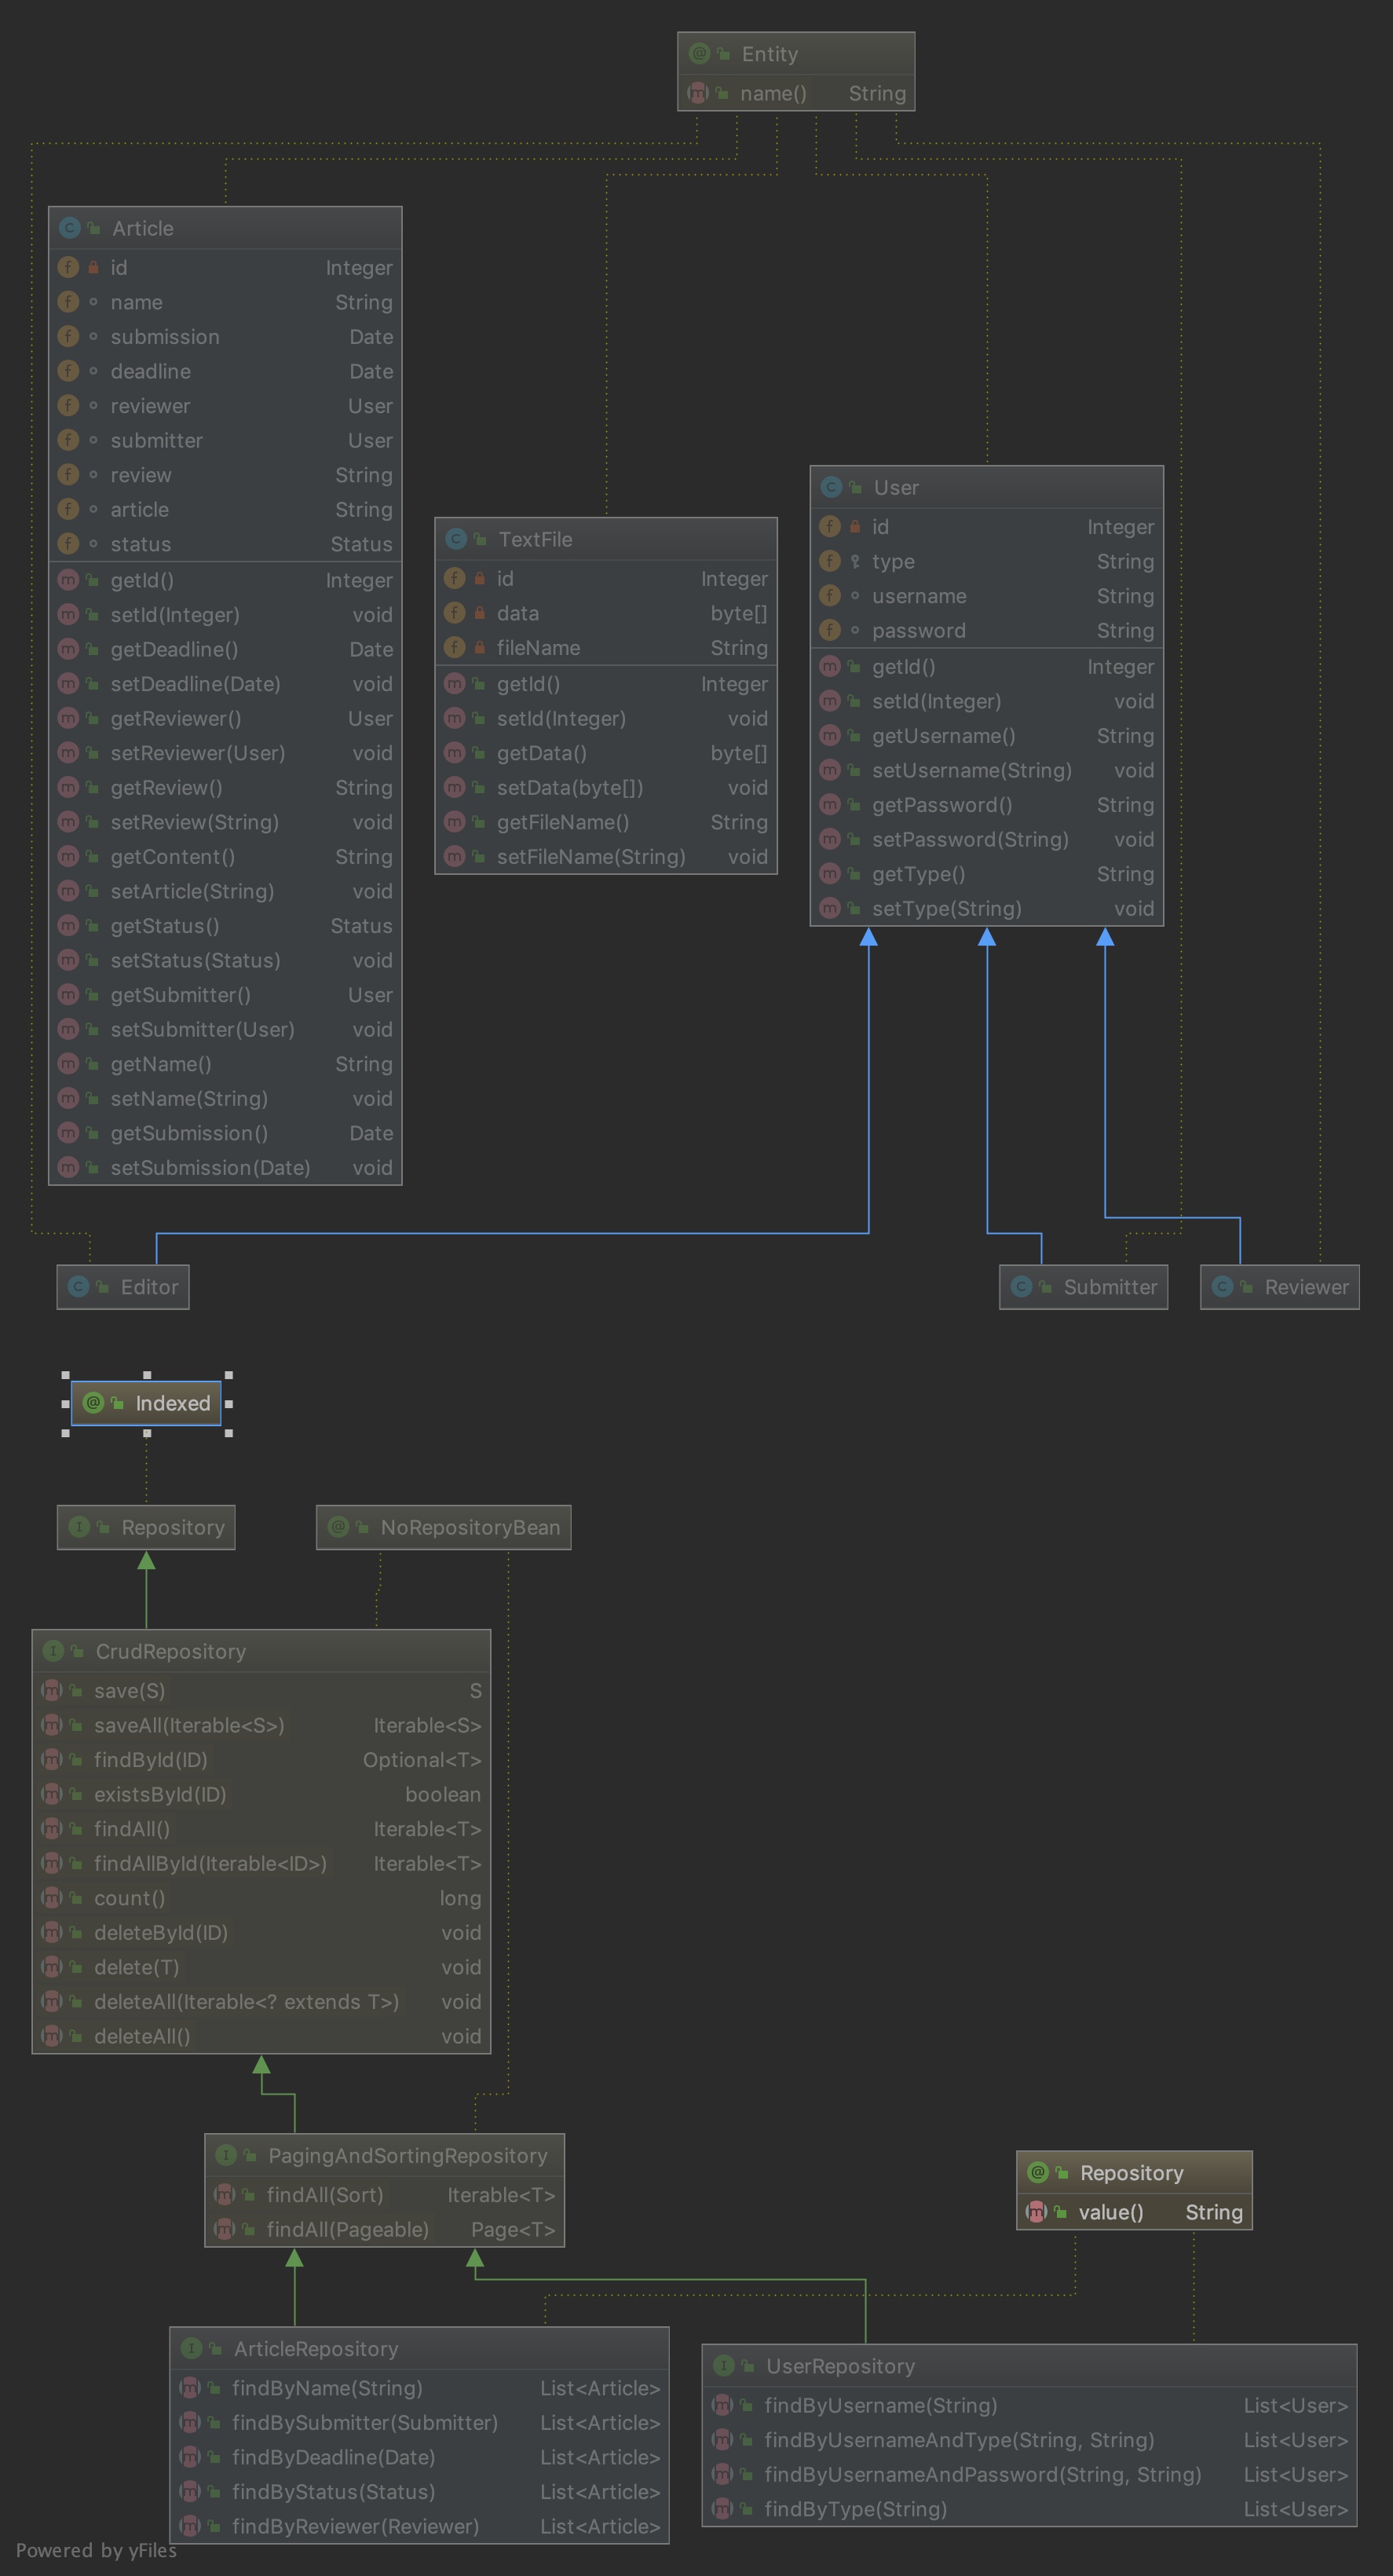 Entity
name() String
Article
id Integer
name String
submission Date
deadline Date
reviewer User
submitter User
review String
article String
status Status
getId() Integer
setId(Integer) void
getDeadline() Date
setDeadline(Date) void
getReviewer() User
setReviewer(User) void
getReview() String
setReview(String) void
getContent() String
setArticle(String) void
getStatus() Status
setStatus(Status) void
getSubmitter() User
setSubmitter(User) void
getName() String
setName(String) void
getSubmission() Date
setSubmission(Date) void
TextFile
id Integer
data byte[]
fileName String
getId() Integer
setId(Integer) void
getData() byte[]
setData(byte[]) void
getFileName() String
setFileName(String) void
User
id Integer
type String
username String
password String
getId() Integer
setId(Integer) void
getUsername() String
setUsername(String) void
getPassword() String
setPassword(String) void
getType() String
setType(String) void
Editor
Submitter
Reviewer
Indexed
Repository
NoRepositoryBean
CrudRepository
save(S) S
saveAll(Iterable<S>) Iterable<S>
findById(ID) Optional<T>
existsById(ID) boolean
findAll() Iterable<T>
findAllById(Iterable<ID>) Iterable<T>
count() long
deleteById(ID) void
delete(T) void
deleteAll(Iterable<? extends T>) void
deleteAll() void
PagingAndSortingRepository
findAll(Sort) Iterable<T>
findAll(Pageable) Page<T>
Repository
value() String
ArticleRepository
findByName(String) List<Article>
findBySubmitter(Submitter) List<Article>
findByDeadline(Date) List<Article>
findByStatus(Status) List<Article>
findByReviewer(Reviewer) List<Article>
UserRepository
findByUsername(String) List<User>
findByUsernameAndType(String, String) List<User>
findByUsernameAndPassword(String, String) List<User>
findByType(String) List<User>
Powered by yFiles